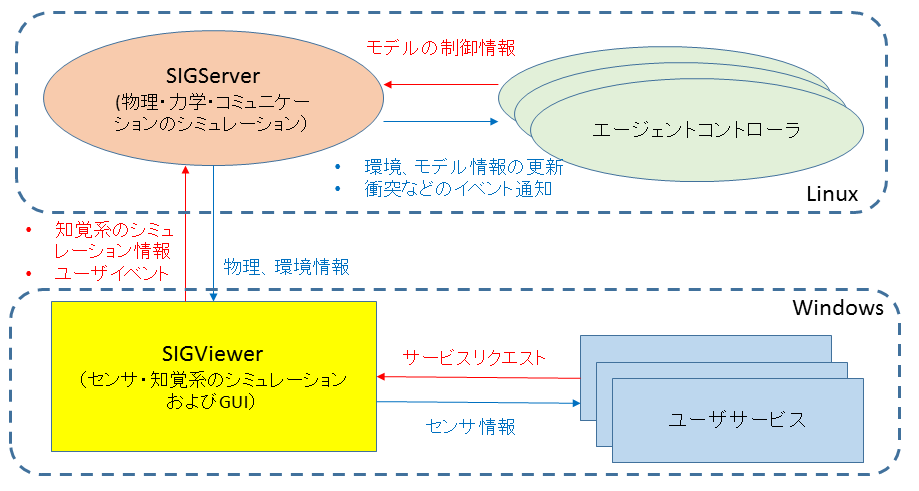 モデルの制御情報
SIGServer
(物理・力学・コミュニケー
ションのシミュレーション)
エージェントコントローラ
• 環境、モデル情報の更新
• 衝突などのイベント通知
Linux
• 知覚系のシミュ
レーション情報
• ユーザイベント
物理、環境情報
Windows
SIGViewer
(センサ・知覚系のシミュレーション
およびGUI)
サービスリクエスト
センサ情報
ユーザサービス